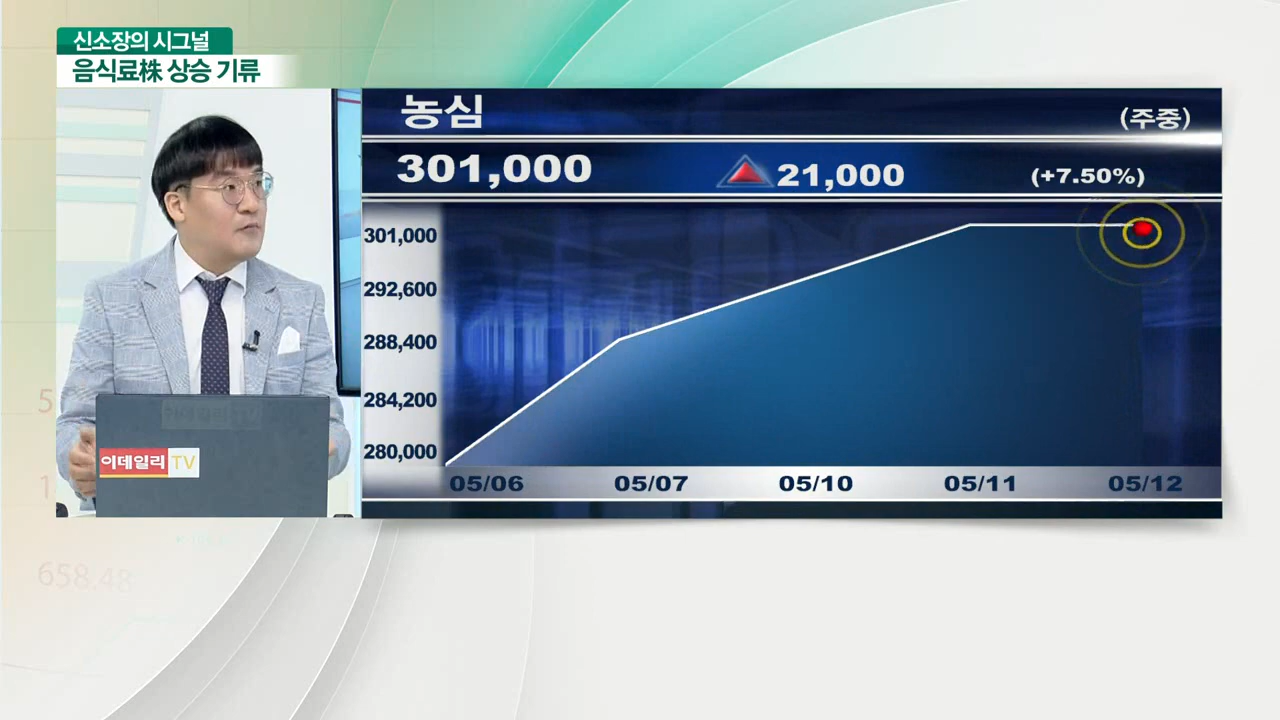 신소장의 시그널
음식료株 상승 기류
농심
(주중)
301,000
21,000
(+7.50%)
301,000
292,600
288,400
284,200
280,000
05/06
05/07
05/10
05/11
05/12
이데일리 TV
658.48